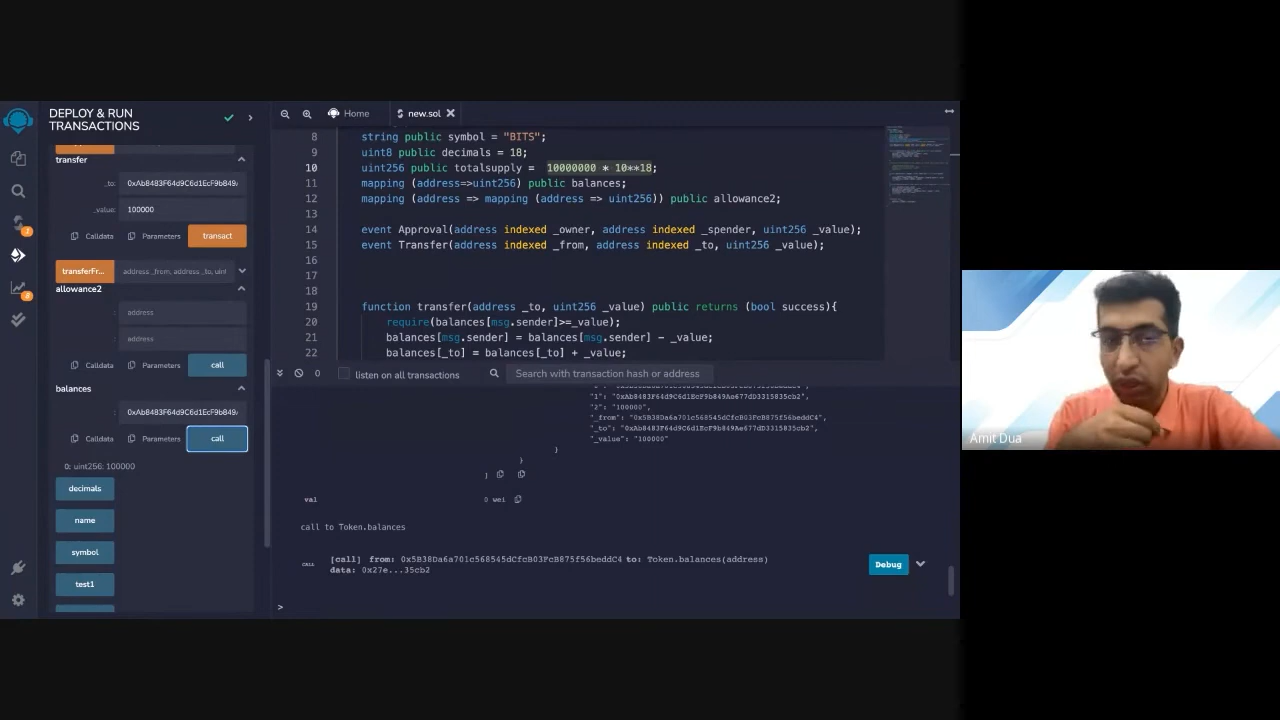 DEPLOY & RUN
TRANSACTIONS
transfer
_to: 0xAb8483F64d9C6d1EcF9b849
_value: 100000
Calldata Parameters transact
transferFr... address _from, address _to, uint
allowance2
address
address
Calldata Parameters call
balances
: 0xAb8483F64d9C6d1EcF9b849
Calldata Parameters call
0: uint256: 100000
decimals
name
symbol
test1
Home new.sol
8 string public symbol = "BITS";
9 uint8 public decimals = 18;
10 uint256 public totalsupply = 10000000 * 10**18;
11 mapping (address=>uint256) public balances;
12 mapping (address => mapping (address => uint256)) public allowance2;
13
14 event Approval(address indexed _owner, address indexed _spender, uint256 _value);
15 event Transfer(address indexed _from, address indexed _to, uint256 _value);
16
17
18
19 function transfer(address _to, uint256 _value) public returns (bool success){
20 require(balances[msg.sender]>=_value);
21 balances[msg.sender] = balances[msg.sender] - _value;
22 balances[_to] = balances[_to] + _value;
0 listen on all transactions Search with transaction hash or address
"1": "0xAb8483F64d9C6d1EcF9b849Ae677dD3315835cb2",
"2": "100000",
"_from": "0x5B38Da6a701c568545dCfcB03FcB875f56beddC4",
"_to": "0xAb8483F64d9C6d1EcF9b849Ae677dD3315835cb2",
"_value": "100000"
}
}
]
val 0 wei
call to Token.balances
CALL [call] from: 0x5B38Da6a701c568545dCfcB03FcB875f56beddC4 to: Token.balances(address)
data: 0x27e...35cb2
Debug
>
Amit Dua